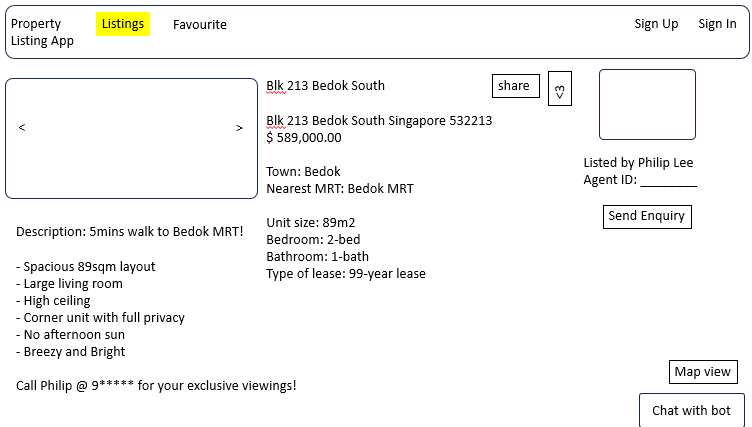 Property
Listing App
Listings
Favourite
Sign Up
Sign In
<
>
Blk 213 Bedok South
share
<3
Blk 213 Bedok South Singapore 532213
$ 589,000.00
Town: Bedok
Nearest MRT: Bedok MRT
Unit size: 89m2
Bedroom: 2-bed
Bathroom: 1-bath
Type of lease: 99-year lease
Listed by Philip Lee
Agent ID: ________
Send Enquiry
Description: 5mins walk to Bedok MRT!
- Spacious 89sqm layout
- Large living room
- High ceiling
- Corner unit with full privacy
- No afternoon sun
- Breezy and Bright
Call Philip @ 9***** for your exclusive viewings!
Map view
Chat with bot